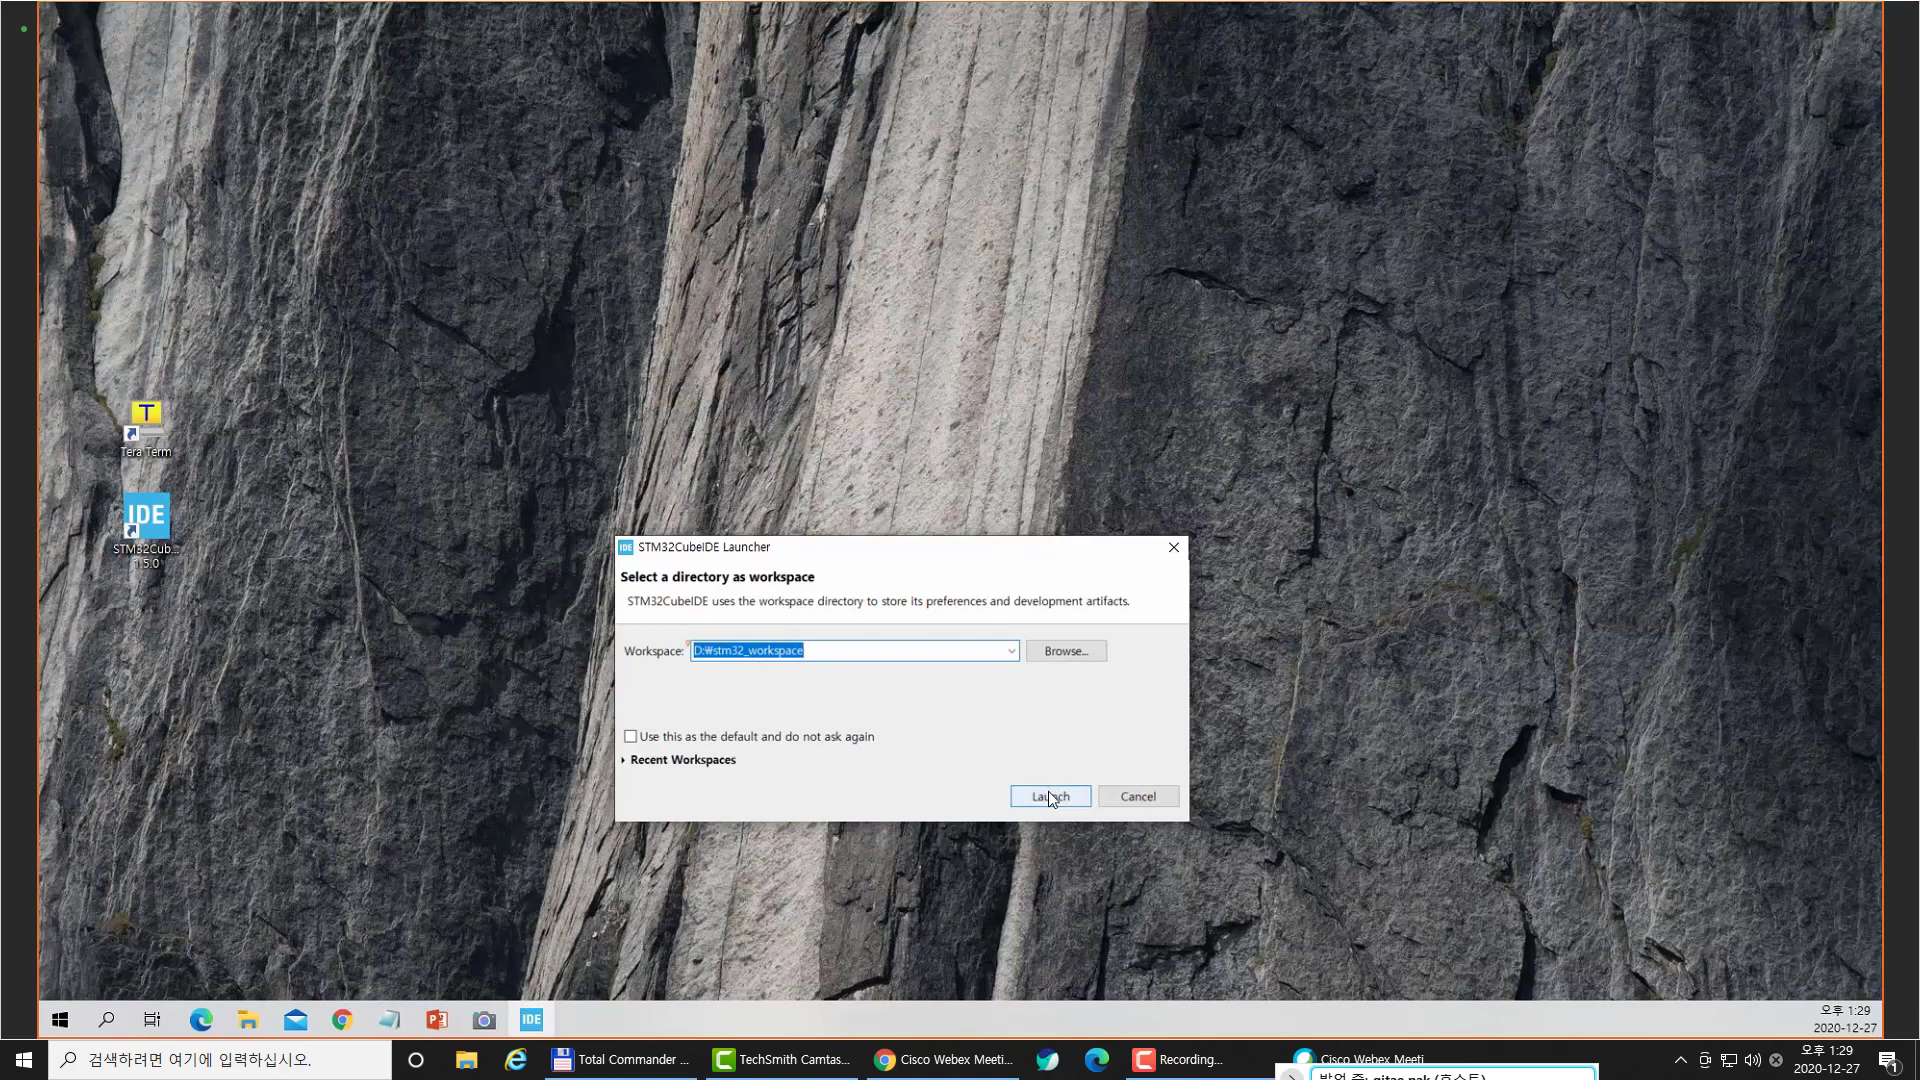 T
Tera Term
IDE
STM32Cub...
1.5.0
IDE STM32CubeIDE Launcher
Select a directory as workspace
STM32CubeIDE uses the workspace directory to store its preferences and development artifacts.
Workspace: D:₩stm32_workspace Browse...
Use this as the default and do not ask again
Recent Workspaces
Launch Cancel
IDE
오후 1:29
2020-12-27
검색하려면 여기에 입력하십시오.
Total Commander ...
TechSmith Camtas...
Cisco Webex Meeti...
Recording...
Cisco Webex Meeti
오후 1:29
2020-12-27
1